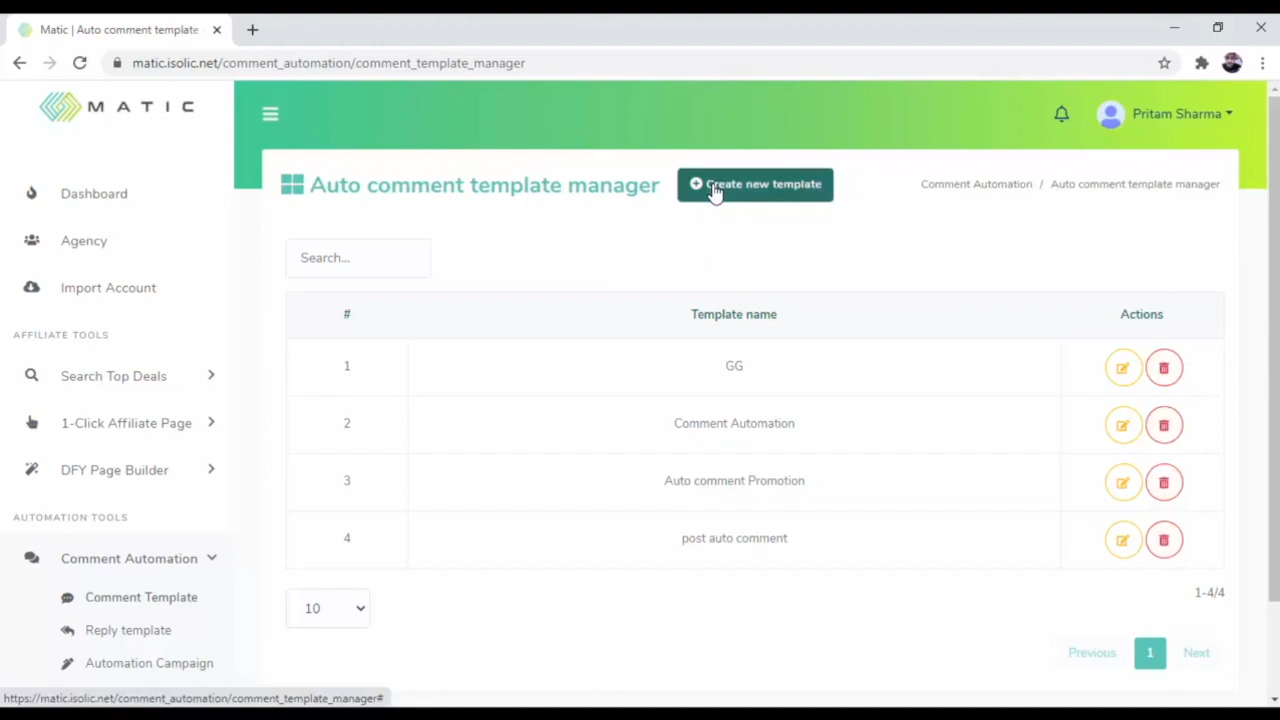 Matic | Auto comment template
matic.isolic.net/comment_automation/comment_template_manager
MATIC
Pritam Sharma
Auto comment template manager
Create new template
Comment Automation / Auto comment template manager
Dashboard
Agency
Import Account
AFFILIATE TOOLS
Search Top Deals
1-Click Affiliate Page
DFY Page Builder
AUTOMATION TOOLS
Comment Automation
Comment Template
Reply template
Automation Campaign
Search...
# Template name Actions
1 GG
2 Comment Automation
3 Auto comment Promotion
4 post auto comment
10
1-4/4
Previous 1 Next
https://matic.isolic.net/comment_automation/comment_template_manager#